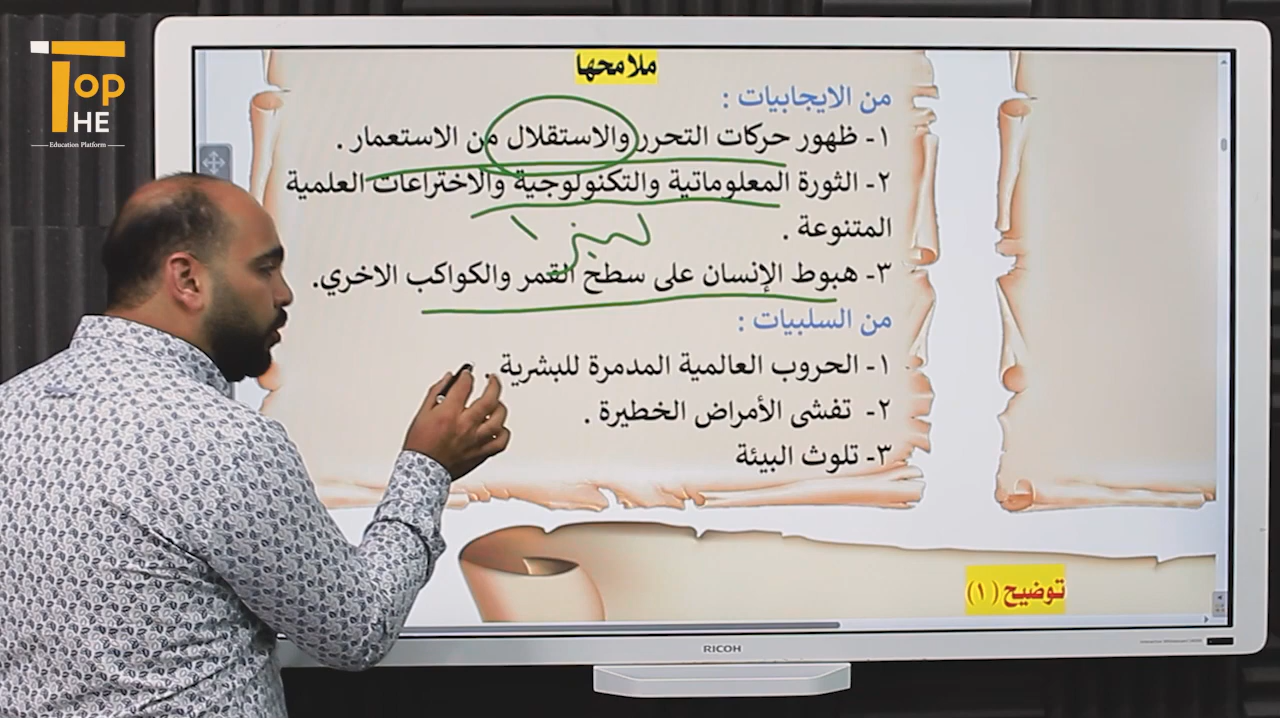 Top
THE
Education Platform
ملامحها
من الايجابيات :
١- ظهور حركات التحرر والاستقلال من الاستعمار .
٢- الثورة المعلوماتية والتكنولوجية والاختراعات العلمية
المتنوعة .
٣- هبوط الإنسان على سطح القمر والكواكب الاخري.
من السلبيات :
١- الحروب العالمية المدمرة للبشرية .
٢- تفشى الأمراض الخطيرة .
٣- تلوث البيئة
توضيح (١)
RICOH